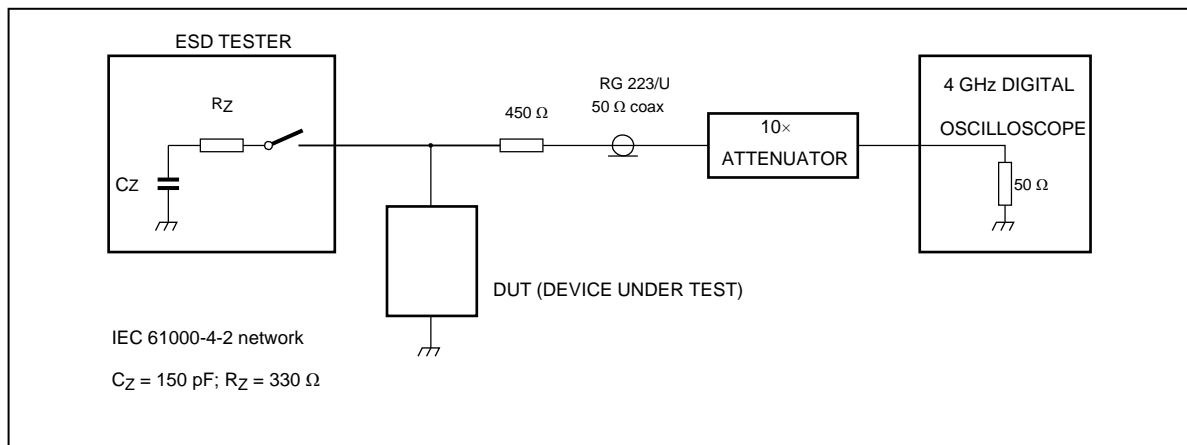 ESD TESTER
RZ
CZ
450 Ω
RG 223/U
50 Ω coax
10×
ATTENUATOR
4 GHz DIGITAL
OSCILLOSCOPE
50 Ω
DUT (DEVICE UNDER TEST)
IEC 61000-4-2 network
CZ = 150 pF; RZ = 330 Ω